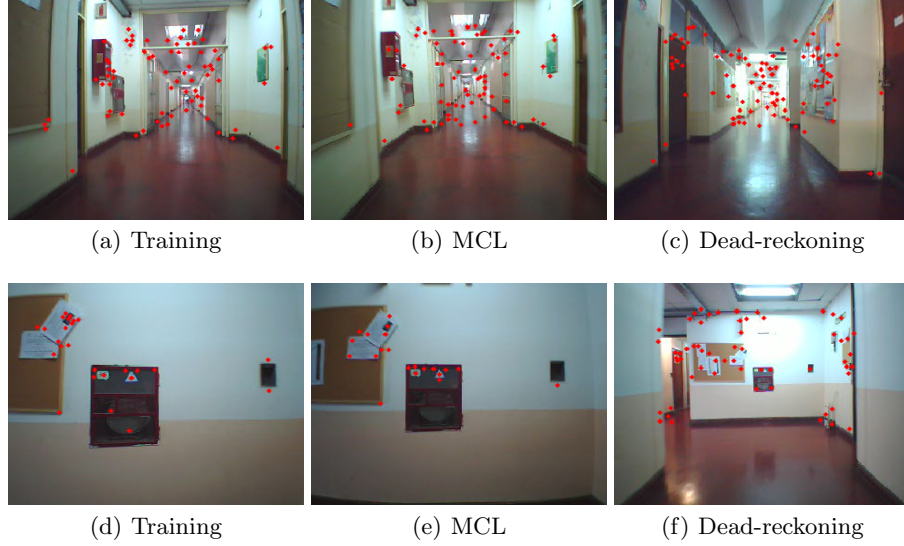 (a) Training
(b) MCL
(c) Dead-reckoning
(d) Training
(e) MCL
(f) Dead-reckoning